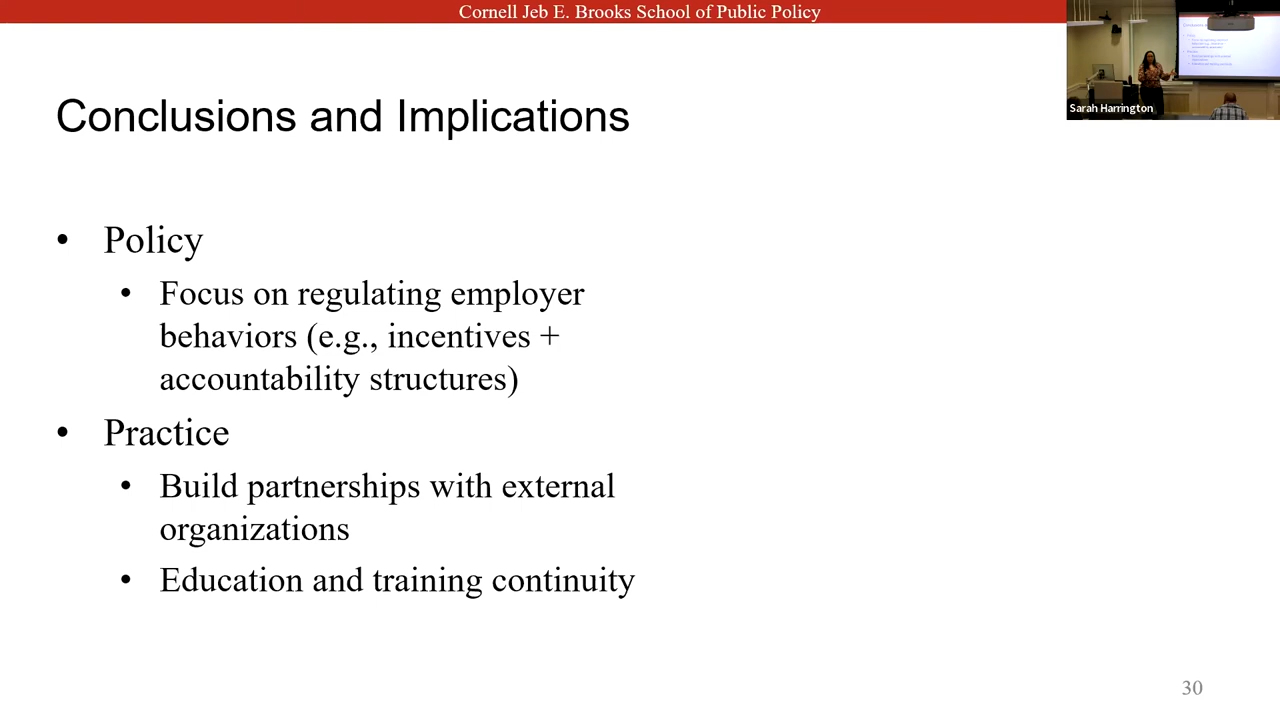 Cornell Jeb E. Brooks School of Public Policy
Sarah Harrington
Conclusions and Implications
• Policy
• Focus on regulating employer
behaviors (e.g., incentives +
accountability structures)
• Practice
• Build partnerships with external
organizations
• Education and training continuity
30